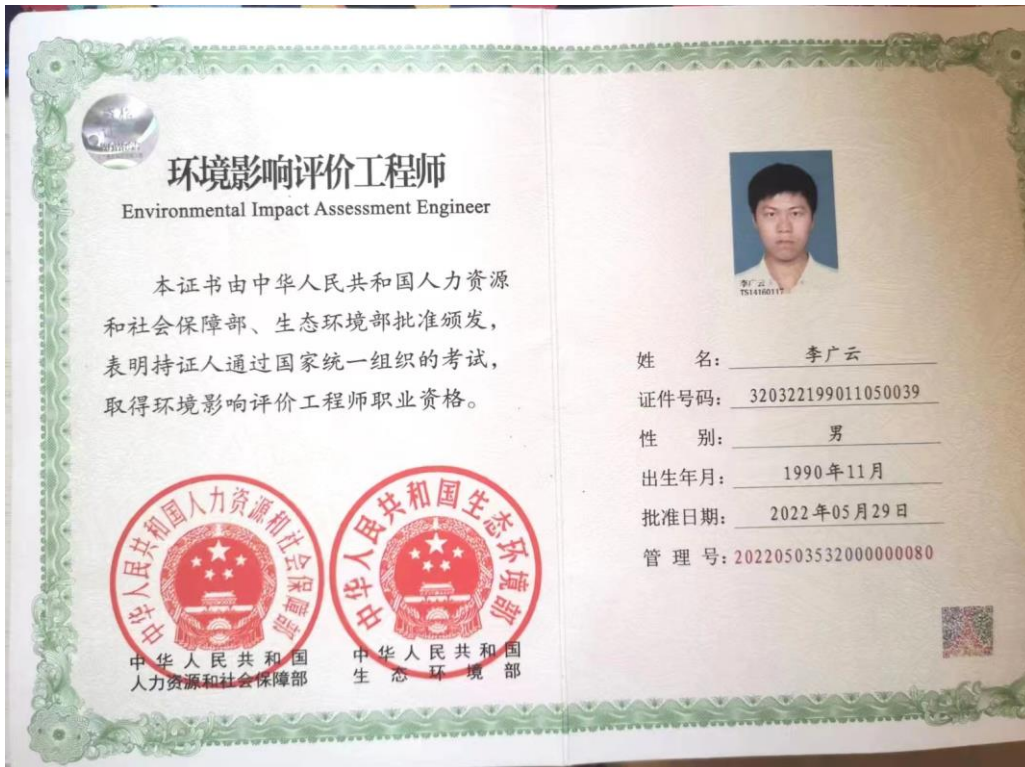 环境影响评价工程师
Environmental Impact Assessment Engineer
本证书由中华人民共和国人力资源
和社会保障部、生态环境部批准颁发，
表明持证人通过国家统一组织的考试，
取得环境影响评价工程师职业资格。
中华人民共和国人力资源和社会保障部
中华人民共和国生态环境部
中华人民共和国
人力资源和社会保障部
中华人民共和国
生态环境部
李广云
TS14160117
姓名：李广云
证件号码：320322199011050039
性别：男
出生年月：1990年11月
批准日期：2022年05月29日
管理号：20220503532000000080